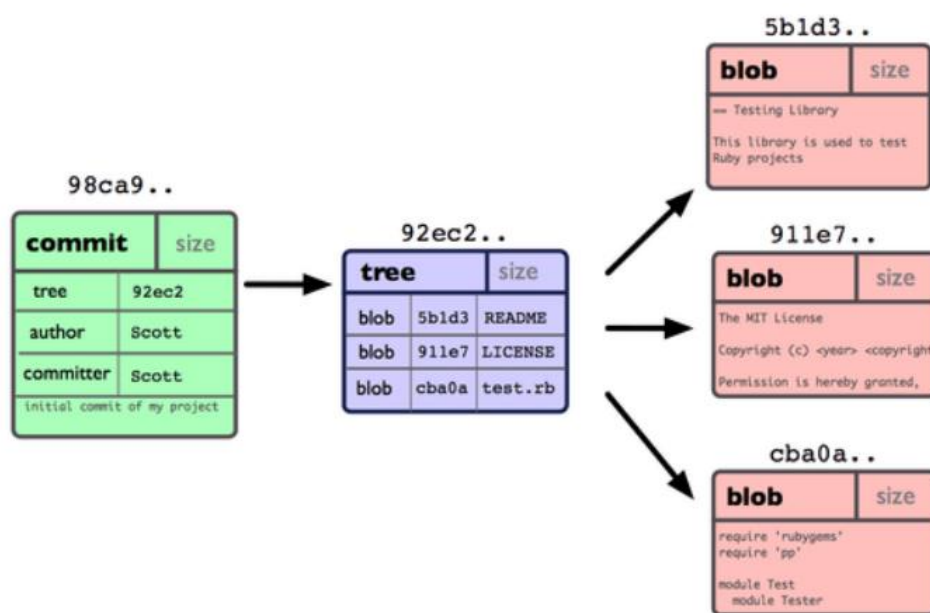 98ca9..
commit size
tree 92ec2
author Scott
committer Scott
initial commit of my project
92ec2..
tree size
blob 5b1d3 README
blob 911e7 LICENSE
blob cba0a test.rb
5b1d3..
blob size
== Testing Library
This library is used to test
Ruby projects
911e7..
blob size
The MIT License
Copyright (c) <year> <copyright
Permission is hereby granted,
cba0a..
blob size
require 'rubygems'
require 'pp'
module Test
module Tester